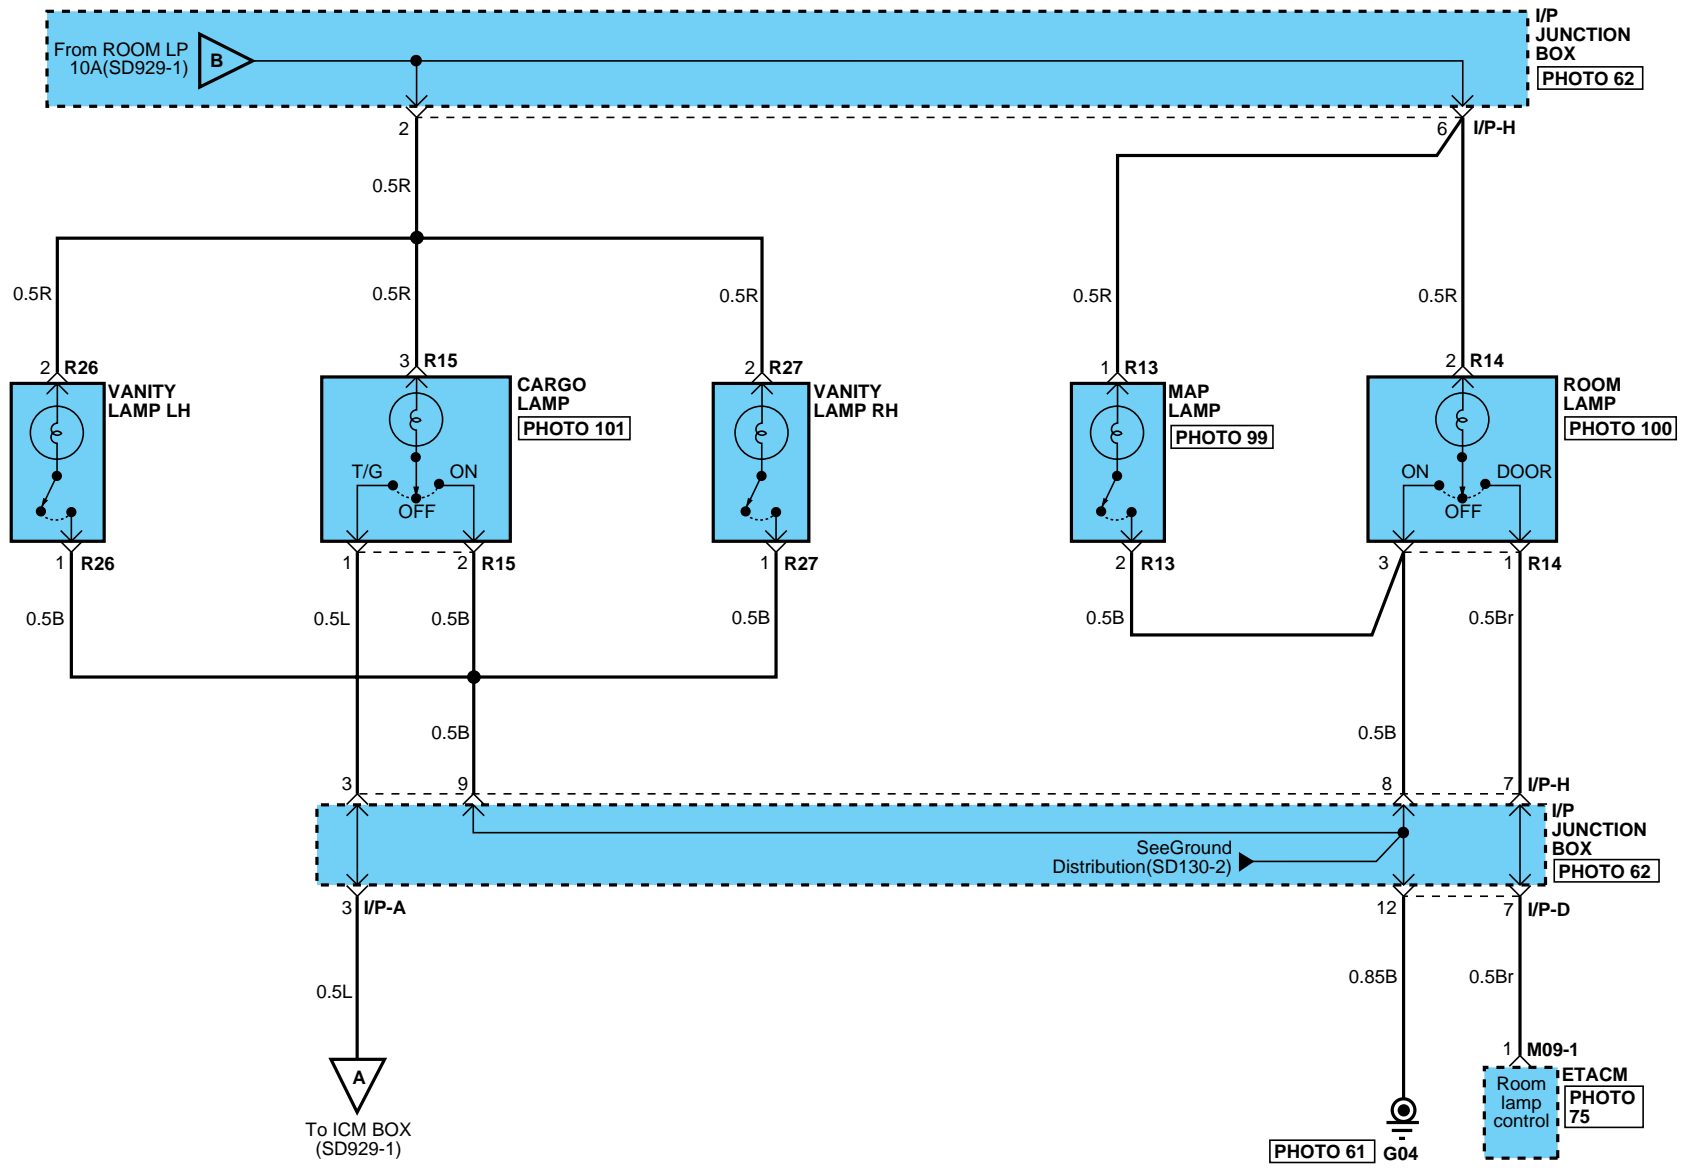 From ROOM LP
10A(SD929-1)
B
I/P
JUNCTION
BOX
PHOTO 62
2
6
I/P-H
0.5R
0.5R
0.5R
0.5R
0.5R
0.5R
2 R26
3 R15
2 R27
1 R13
2 R14
VANITY
LAMP LH
CARGO
LAMP
PHOTO 101
VANITY
LAMP RH
MAP
LAMP
PHOTO 99
ROOM
LAMP
PHOTO 100
T/G
ON
OFF
ON
DOOR
OFF
1 R26
1
2 R15
1 R27
2 R13
3
1 R14
0.5B
0.5L
0.5B
0.5B
0.5B
0.5Br
0.5B
0.5B
3
9
8
7 I/P-H
SeeGround
Distribution(SD130-2)
I/P
JUNCTION
BOX
PHOTO 62
3 I/P-A
12
7 I/P-D
0.5L
0.85B
0.5Br
1 M09-1
A
To ICM BOX
(SD929-1)
PHOTO 61
G04
Room
lamp
control
ETACM
PHOTO
75